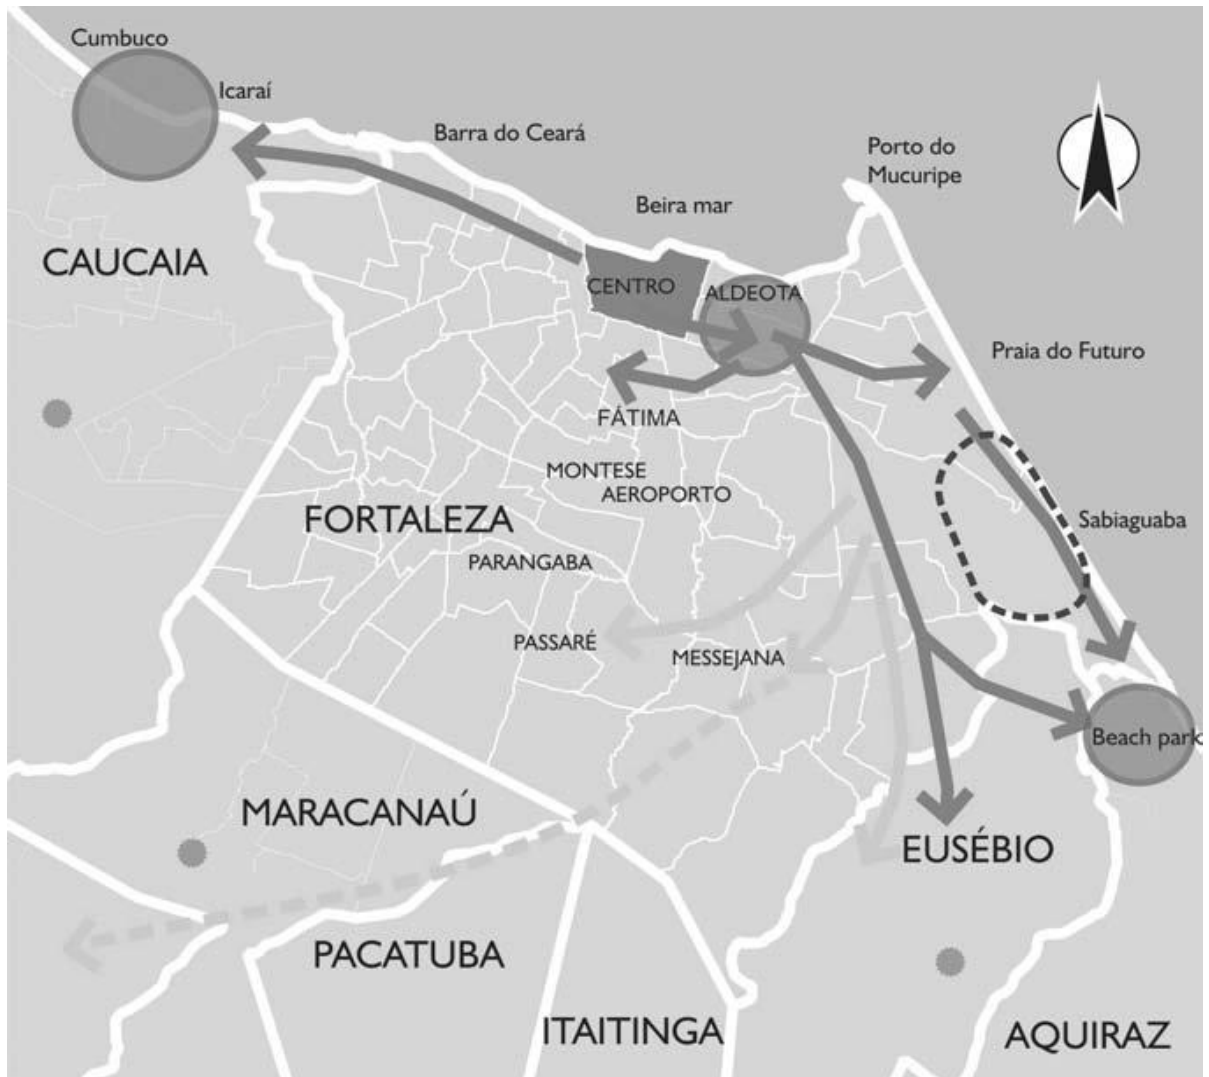 Cumbuco
Icaraí
Barra do Ceará
Porto do
Mucuripe
Beira mar
CAUCAIA
CENTRO
ALDEOTA
Praia do Futuro
FÁTIMA
MONTESE
AEROPORTO
FORTALEZA
Sabiaguaba
PARANGABA
PASSARÉ
MESSEJANA
Beach park
MARACANAÚ
EUSÉBIO
PACATUBA
ITAITINGA
AQUIRAZ